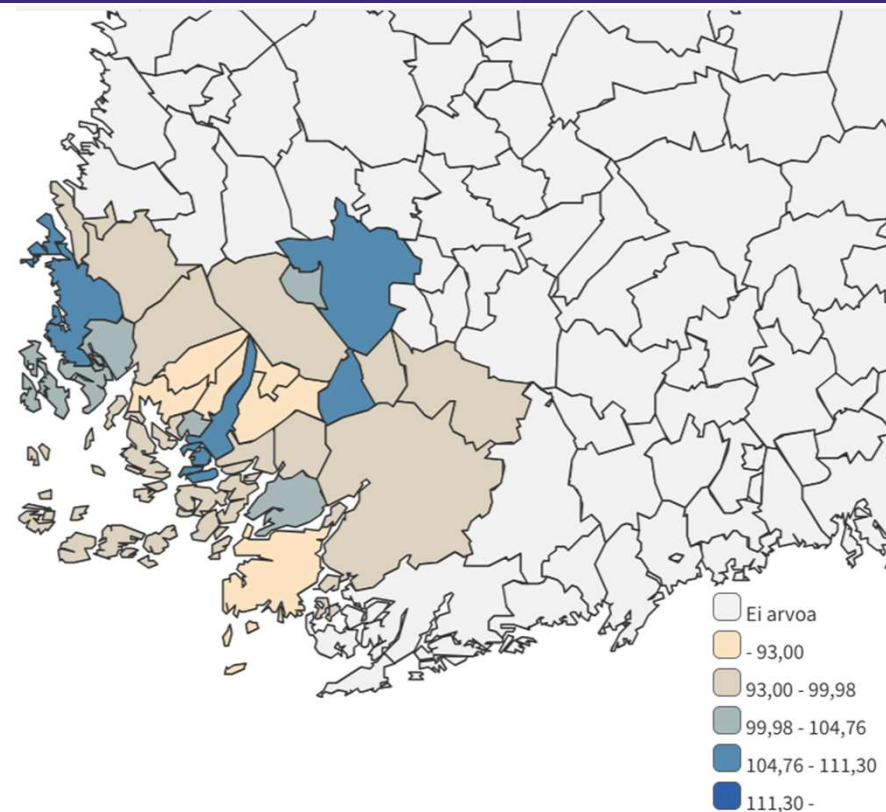 Ei arvoa
- 93,00
93,00 - 99,98
99,98 - 104,76
104,76 - 111,30
111,30 -